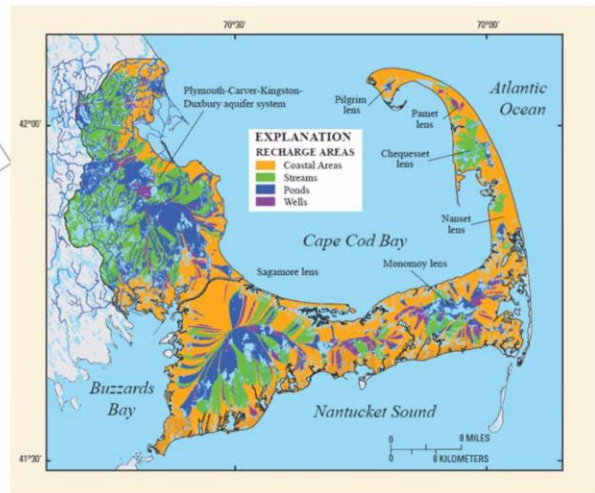 70°30'
70°00'
Atlantic
Ocean
Plymouth-Carver-Kingston-
Duxbury aquifer system
Pilgrim
lens
Pamet
lens
42°00'
EXPLANATION
RECHARGE AREAS
Coastal Areas
Streams
Ponds
Wells
Chequesset
lens
Nauset
lens
Cape Cod Bay
Sagamore lens
Monomoy lens
Buzzards
Bay
Nantucket Sound
0 8 MILES
0 8 KILOMETERS
41°30'